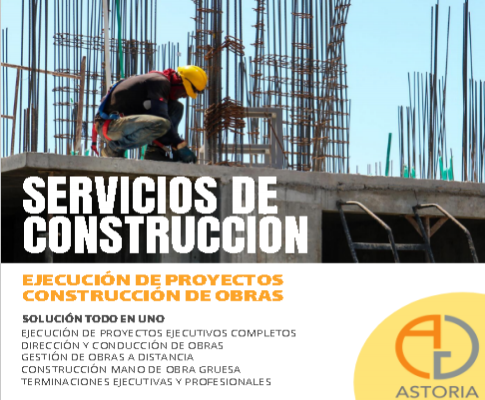 SERVICIOS DE
CONSTRUCCIÓN
EJECUCIÓN DE PROYECTOS
CONSTRUCCIÓN DE OBRAS
SOLUCIÓN TODO EN UNO
EJECUCIÓN DE PROYECTOS EJECUTIVOS COMPLETOS
DIRECCIÓN Y CONDUCCIÓN DE OBRAS
GESTIÓN DE OBRAS A DISTANCIA
CONSTRUCCIÓN MANO DE OBRA GRUESA
TERMINACIONES EJECUTIVAS Y PROFESIONALES
ASTORIA